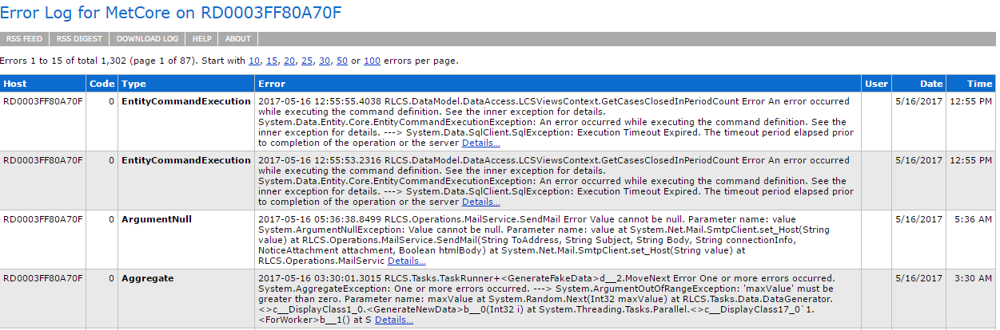 Error Log for MetCore on RD0003FF80A70F
RSS FEED RSS DIGEST DOWNLOAD LOG HELP ABOUT
Errors 1 to 15 of total 1,302 (page 1 of 87). Start with 10, 15, 20, 25, 30, 50 or 100 errors per page.
Host Code Type Error User Date Time
RD0003FF80A70F 0 EntityCommandExecution 2017-05-16 12:55:55.4038 RLCS.DataModel.DataAccess.LCSViewsContext.GetCasesClosedInPeriodCount Error An error occurred 5/16/2017 12:55 PM
while executing the command definition. See the inner exception for details.
System.Data.Entity.Core.EntityCommandExecutionException: An error occurred while executing the command definition. See the
inner exception for details. ---> System.Data.SqlClient.SqlException: Execution Timeout Expired. The timeout period elapsed prior
to completion of the operation or the server Details...
RD0003FF80A70F 0 EntityCommandExecution 2017-05-16 12:55:53.2316 RLCS.DataModel.DataAccess.LCSViewsContext.GetCasesClosedInPeriodCount Error An error occurred 5/16/2017 12:55 PM
while executing the command definition. See the inner exception for details.
System.Data.Entity.Core.EntityCommandExecutionException: An error occurred while executing the command definition. See the
inner exception for details. ---> System.Data.SqlClient.SqlException: Execution Timeout Expired. The timeout period elapsed prior
to completion of the operation or the server Details...
RD0003FF80A70F 0 ArgumentNull 2017-05-16 05:36:38.8499 RLCS.Operations.MailService.SendMail Error Value cannot be null. Parameter name: value 5/16/2017 5:36 AM
System.ArgumentNullException: Value cannot be null. Parameter name: value at System.Net.Mail.SmtpClient.set_Host(String
value) at RLCS.Operations.MailService.SendMail(String ToAddress, String Subject, String Body, String connectionInfo,
NoticeAttachment attachment, Boolean htmlBody) at System.Net.Mail.SmtpClient.set_Host(String value) at
RLCS.Operations.MailServic Details...
RD0003FF80A70F 0 Aggregate 2017-05-16 03:30:01.3015 RLCS.Tasks.TaskRunner+<GenerateFakeData>d__2.MoveNext Error One or more errors occurred. 5/16/2017 3:30 AM
System.AggregateException: One or more errors occurred. ---> System.ArgumentOutOfRangeException: 'maxValue' must be
greater than zero. Parameter name: maxValue at System.Random.Next(Int32 maxValue) at RLCS.Tasks.Data.DataGenerator.
<>c__DisplayClass1_0.<GenerateNewData>b__0(Int32 i) at System.Threading.Tasks.Parallel.<>c__DisplayClass17_0`1.
<ForWorker>b__1() at S Details...